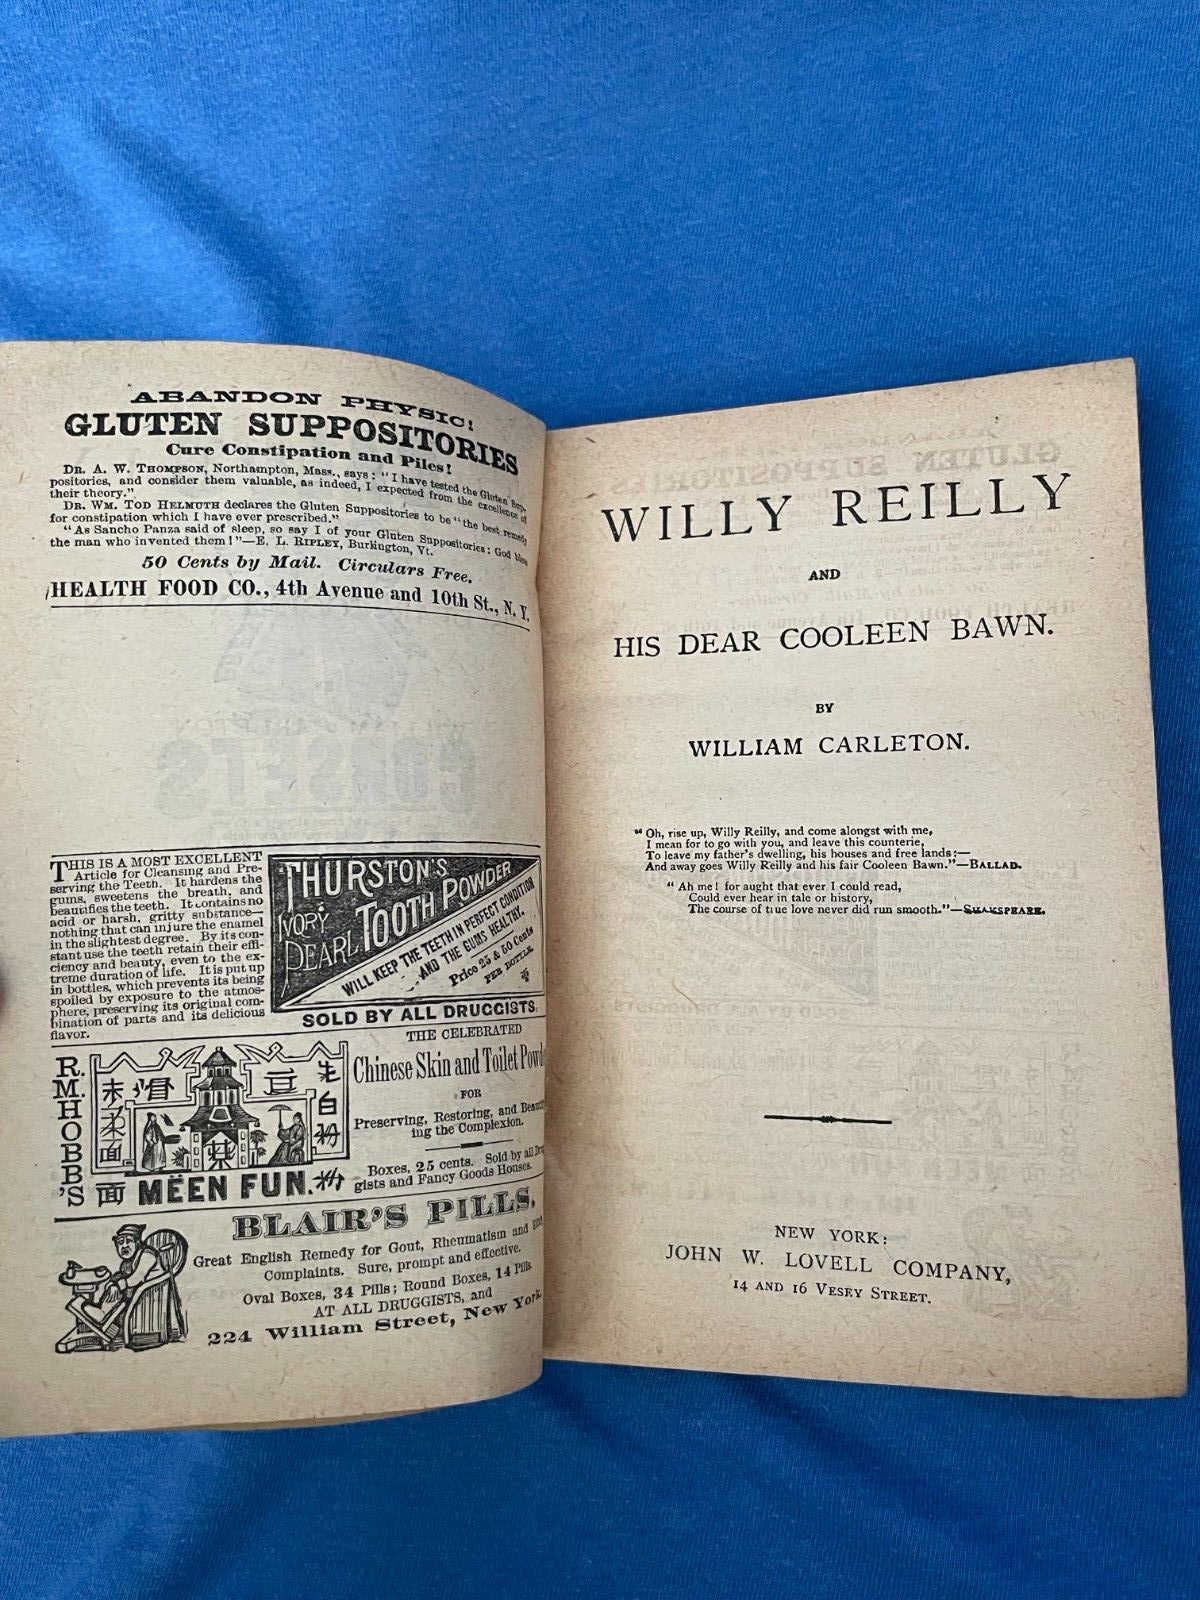 ABANDON PHYSIC!
GLUTEN SUPPOSITORIES
Cure Constipation and Piles!
DR. A. W. THOMPSON, Northampton, Mass., says: "I have tested the Gluten Sup-
positories, and consider them valuable, as indeed, I expected from the excellence of
their theory."
DR. WM. TOD HELMUTH declares the Gluten Suppositories to be "the best remedy
for constipation which I have ever prescribed."
"As Sancho Panza said of sleep, so say I of your Gluten Suppositories: God bless
the man who invented them!"—E. L. RIPLEY, Burlington, Vt.
50 Cents by Mail. Circulars Free.
HEALTH FOOD CO., 4th Avenue and 10th St., N. Y.
THIS IS A MOST EXCELLENT
Article for Cleansing and Pre-
serving the Teeth. It hardens the
gums, sweetens the breath, and
beautifies the teeth. It contains no
acid or harsh, gritty substance—
nothing that can injure the enamel
in the slightest degree. By its con-
stant use the teeth retain their effi-
ciency and beauty, even to the ex-
treme duration of life. It is put up
in bottles, which prevents its being
spoiled by exposure to the atmos-
phere, preserving its original com-
bination of parts and its delicious
flavor.
THURSTON'S
IVORY
PEARL TOOTH POWDER
WILL KEEP THE TEETH IN PERFECT CONDITION
AND THE GUMS HEALTHY.
Price 25 & 50 Cents
PER BOTTLE.
SOLD BY ALL DRUGGISTS.
R. M. HOBB'S
面 MĒEN FUN.
THE CELEBRATED
Chinese Skin and Toilet Powd
FOR
Preserving, Restoring, and Beauti
ing the Complexion.
Boxes, 25 cents. Sold by all Dru
gists and Fancy Goods Houses.
BLAIR'S PILLS.
Great English Remedy for Gout, Rheumatism and
Complaints. Sure, prompt and effective.
Oval Boxes, 34 Pills; Round Boxes, 14 Pills.
AT ALL DRUGGISTS, and
224 William Street, New York.
WILLY REILLY
AND
HIS DEAR COOLEEN BAWN.
BY
WILLIAM CARLETON.
"Oh, rise up, Willy Reilly, and come alongst with me,
I mean for to go with you, and leave this counterie,
To leave my father's dwelling, his houses and free lands:—
And away goes Willy Reilly and his fair Cooleen Bawn."—BALLAD.
"Ah me! for aught that ever I could read,
Could ever hear in tale or history,
The course of true love never did run smooth."—SHAKSPEARE.
NEW YORK:
JOHN W. LOVELL COMPANY,
14 AND 16 VESEY STREET.